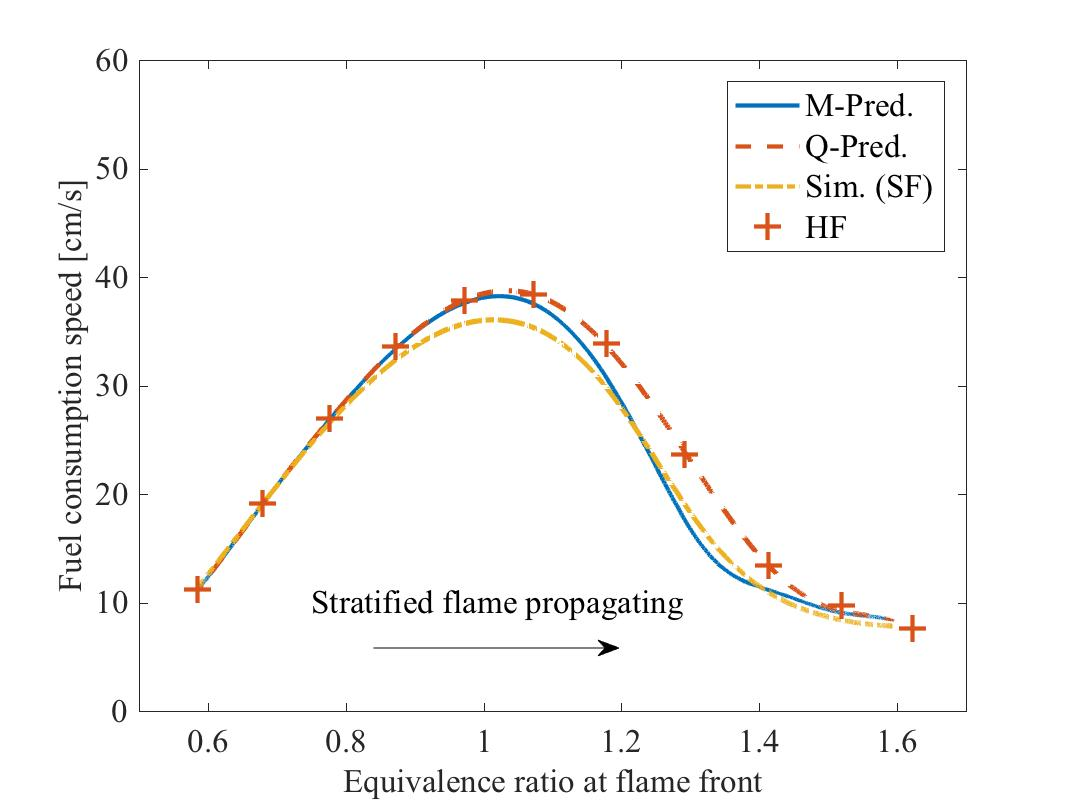 60
50
40
30
20
10
0
Fuel consumption speed [cm/s]
M-Pred.
Q-Pred.
Sim. (SF)
HF
Stratified flame propagating
0.6 0.8 1 1.2 1.4 1.6
Equivalence ratio at flame front